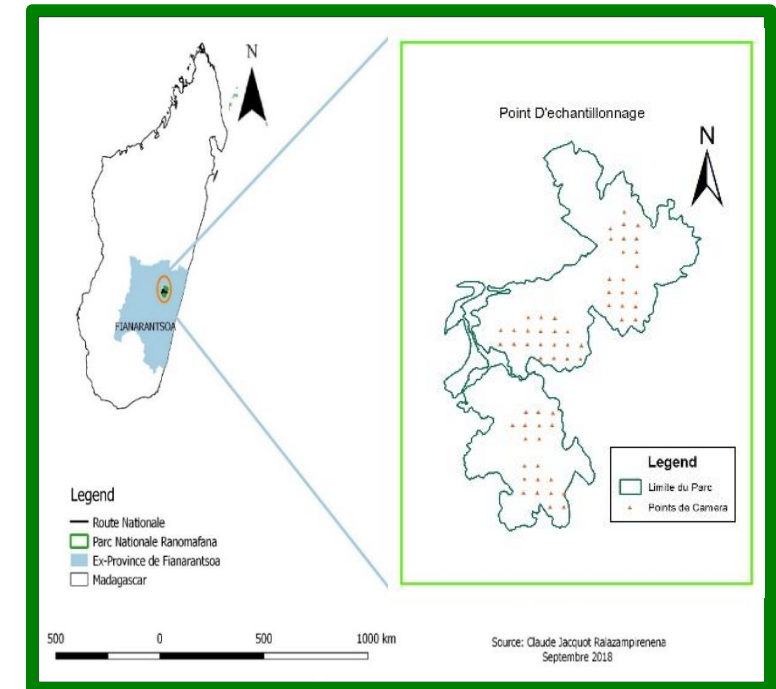 N
FIANARANTSOA
Legend
Route Nationale
Parc Nationale Ranomafana
Ex-Province de Fianarantsoa
Madagascar
500 0 500 1000 km
Point D'echantillonnage
N
Legend
Limite du Parc
Points de Camera
Source: Claude Jacquot Ralazampirenena
Septembre 2018